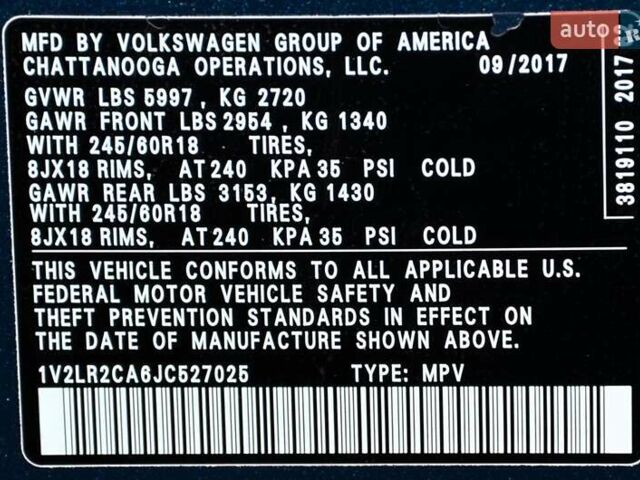 MFD BY VOLKSWAGEN GROUP OF AMERICA
CHATTANOOGA OPERATIONS, LLC. 09/2017
GVWR LBS 5997, KG 2720
GAWR FRONT LBS 2954, KG 1340
WITH 245/60R18 TIRES,
8JX18 RIMS, AT 240 KPA 35 PSI COLD
GAWR REAR LBS 3153, KG 1430
WITH 245/60R18 TIRES,
8JX18 RIMS, AT 240 KPA 35 PSI COLD
THIS VEHICLE CONFORMS TO ALL APPLICABLE U.S.
FEDERAL MOTOR VEHICLE SAFETY AND
THEFT PREVENTION STANDARDS IN EFFECT ON
THE DATE OF MANUFACTURE SHOWN ABOVE.
1V2LR2CA6JC527025 TYPE: MPV
3819110 2017
auto